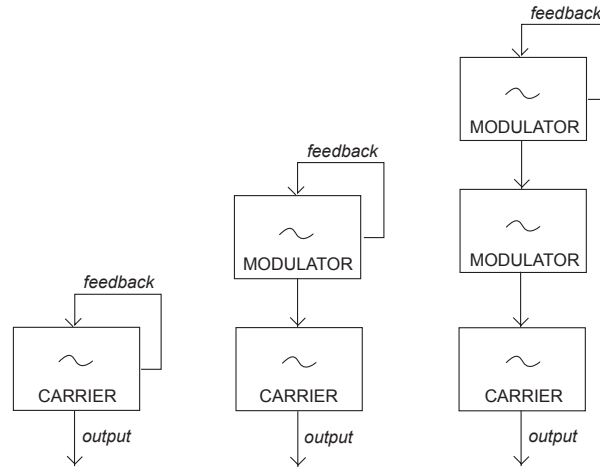 feedback
CARRIER
output
feedback
MODULATOR
CARRIER
output
feedback
MODULATOR
MODULATOR
CARRIER
output